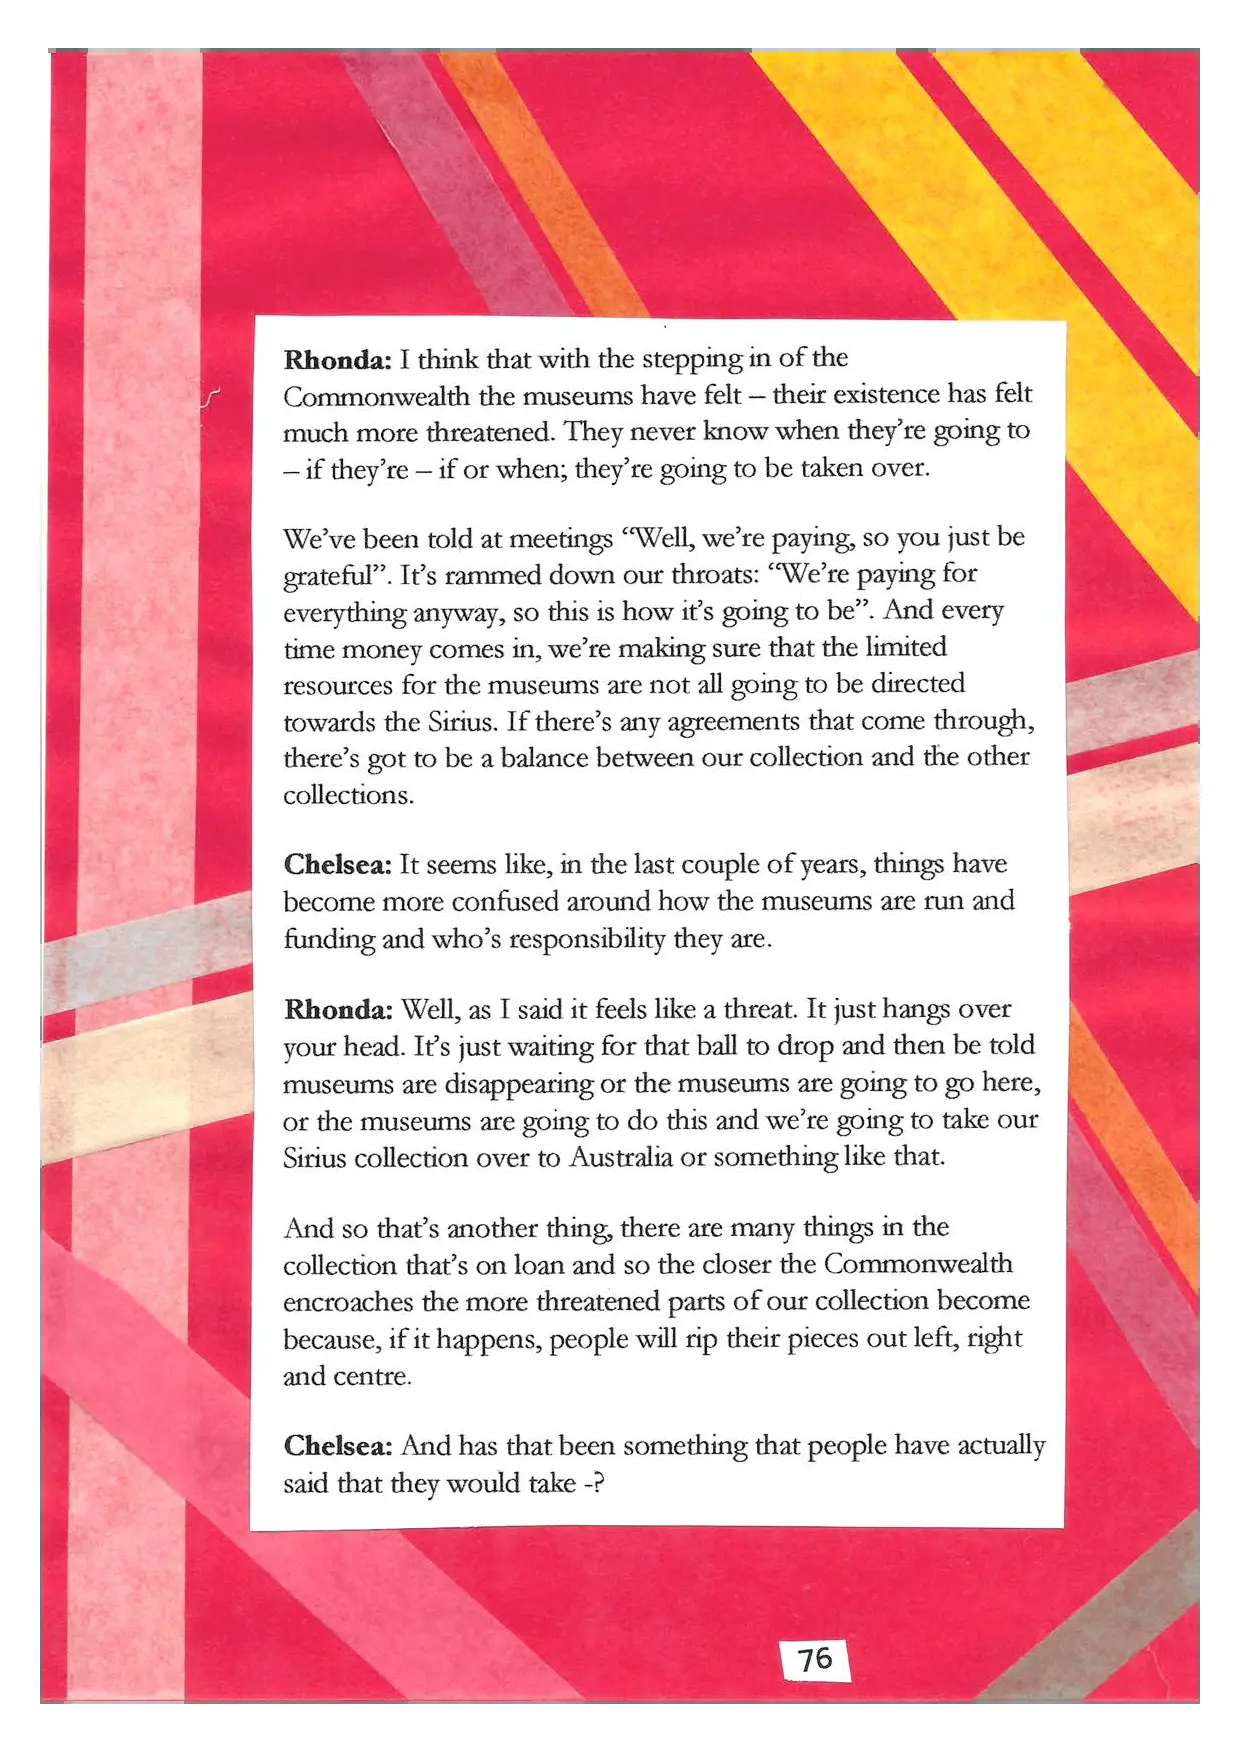 Rhonda: I think that with the stepping in of the
Commonwealth the museums have felt – their existence has felt
much more threatened. They never know when they’re going to
– if they’re – if or when; they’re going to be taken over.
We’ve been told at meetings “Well, we’re paying, so you just be
grateful”. It’s rammed down our throats: “We’re paying for
everything anyway, so this is how it’s going to be”. And every
time money comes in, we’re making sure that the limited
resources for the museums are not all going to be directed
towards the Sirius. If there’s any agreements that come through,
there’s got to be a balance between our collection and the other
collections.
Chelsea: It seems like, in the last couple of years, things have
become more confused around how the museums are run and
funding and who’s responsibility they are.
Rhonda: Well, as I said it feels like a threat. It just hangs over
your head. It’s just waiting for that ball to drop and then be told
museums are disappearing or the museums are going to go here,
or the museums are going to do this and we’re going to take our
Sirius collection over to Australia or something like that.
And so that’s another thing, there are many things in the
collection that’s on loan and so the closer the Commonwealth
encroaches the more threatened parts of our collection become
because, if it happens, people will rip their pieces out left, right
and centre.
Chelsea: And has that been something that people have actually
said that they would take -?
76